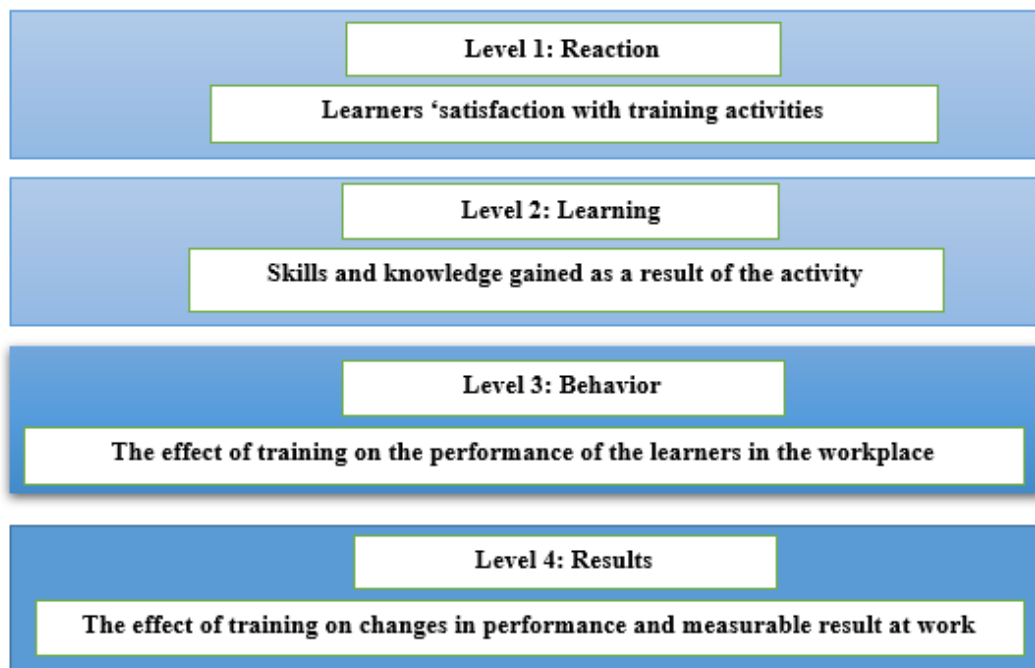 Level 1: Reaction
Learners ‘satisfaction with training activities
Level 2: Learning
Skills and knowledge gained as a result of the activity
Level 3: Behavior
The effect of training on the performance of the learners in the workplace
Level 4: Results
The effect of training on changes in performance and measurable result at work